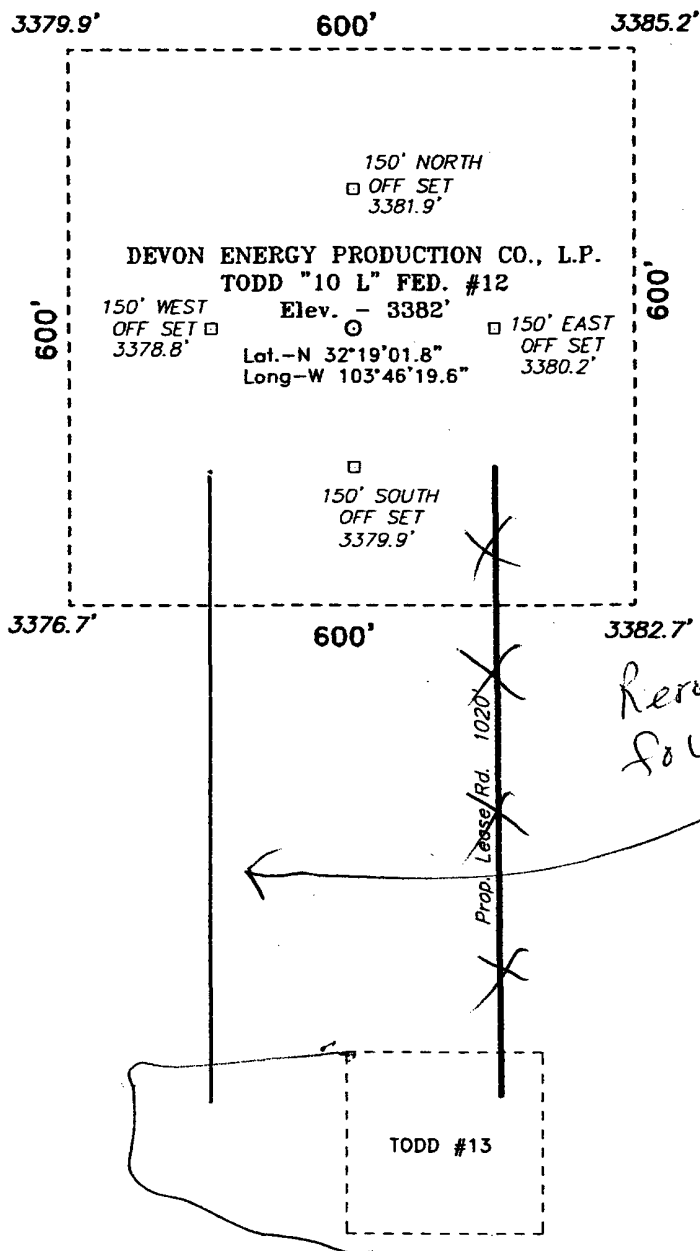 3379.9' 600' 3385.2'
150' NORTH
OFF SET
3381.9'
DEVON ENERGY PRODUCTION CO., L.P.
TODD "10 L" FED. #12
Elev. - 3382'
Lat.-N 32°19'01.8"
Long-W 103°46'19.6"
150' WEST
OFF SET
3378.8'
150' EAST
OFF SET
3380.2'
600'
600'
150' SOUTH
OFF SET
3379.9'
3376.7' 600' 3382.7'
Prop. Lease Rd. 1020'
TODD #13